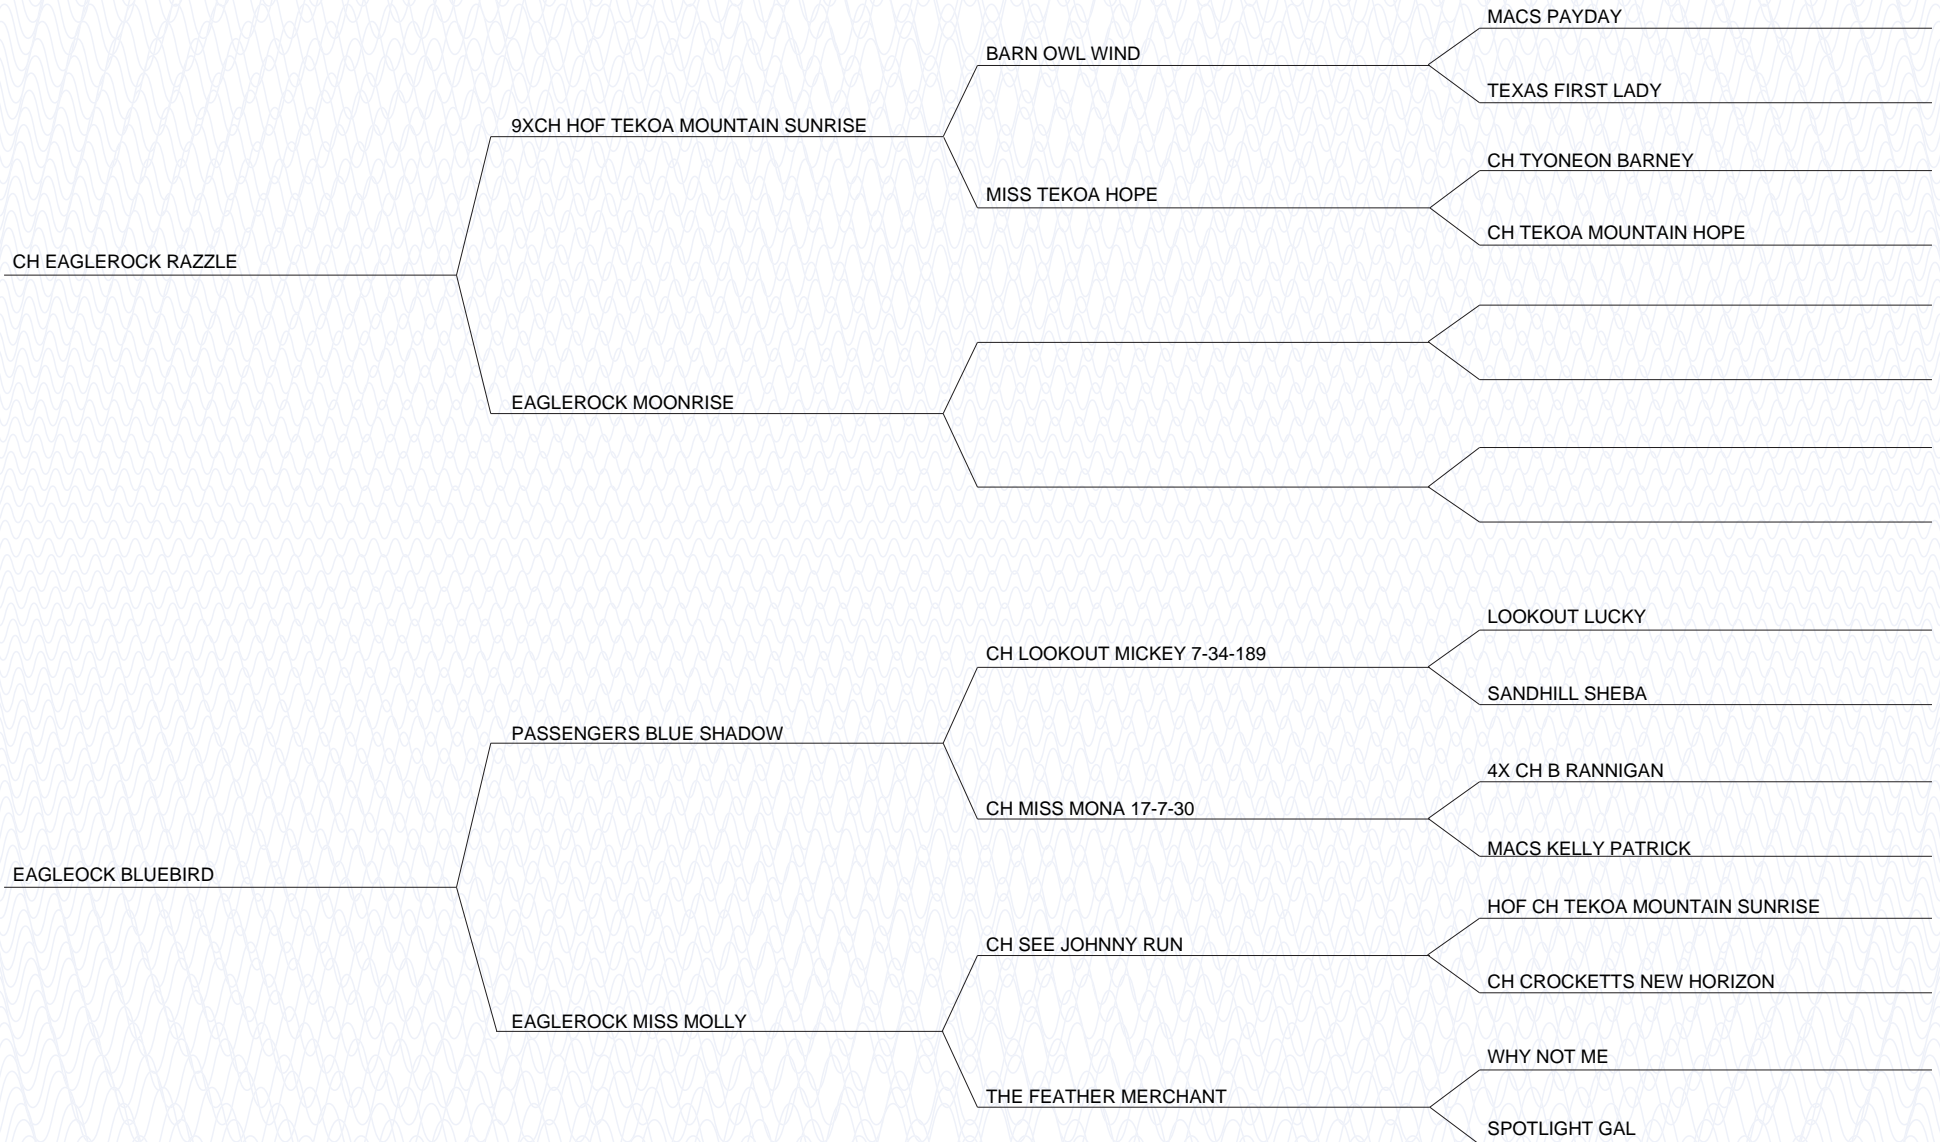 MACS PAYDAY
BARN OWL WIND
TEXAS FIRST LADY
9XCH HOF TEKOA MOUNTAIN SUNRISE
CH TYONEON BARNEY
MISS TEKOA HOPE
CH TEKOA MOUNTAIN HOPE
CH EAGLEROCK RAZZLE
EAGLEROCK MOONRISE
LOOKOUT LUCKY
CH LOOKOUT MICKEY 7-34-189
SANDHILL SHEBA
PASSENGERS BLUE SHADOW
4X CH B RANNIGAN
CH MISS MONA 17-7-30
MACS KELLY PATRICK
EAGLEOCK BLUEBIRD
HOF CH TEKOA MOUNTAIN SUNRISE
CH SEE JOHNNY RUN
CH CROCKETTS NEW HORIZON
EAGLEROCK MISS MOLLY
WHY NOT ME
THE FEATHER MERCHANT
SPOTLIGHT GAL